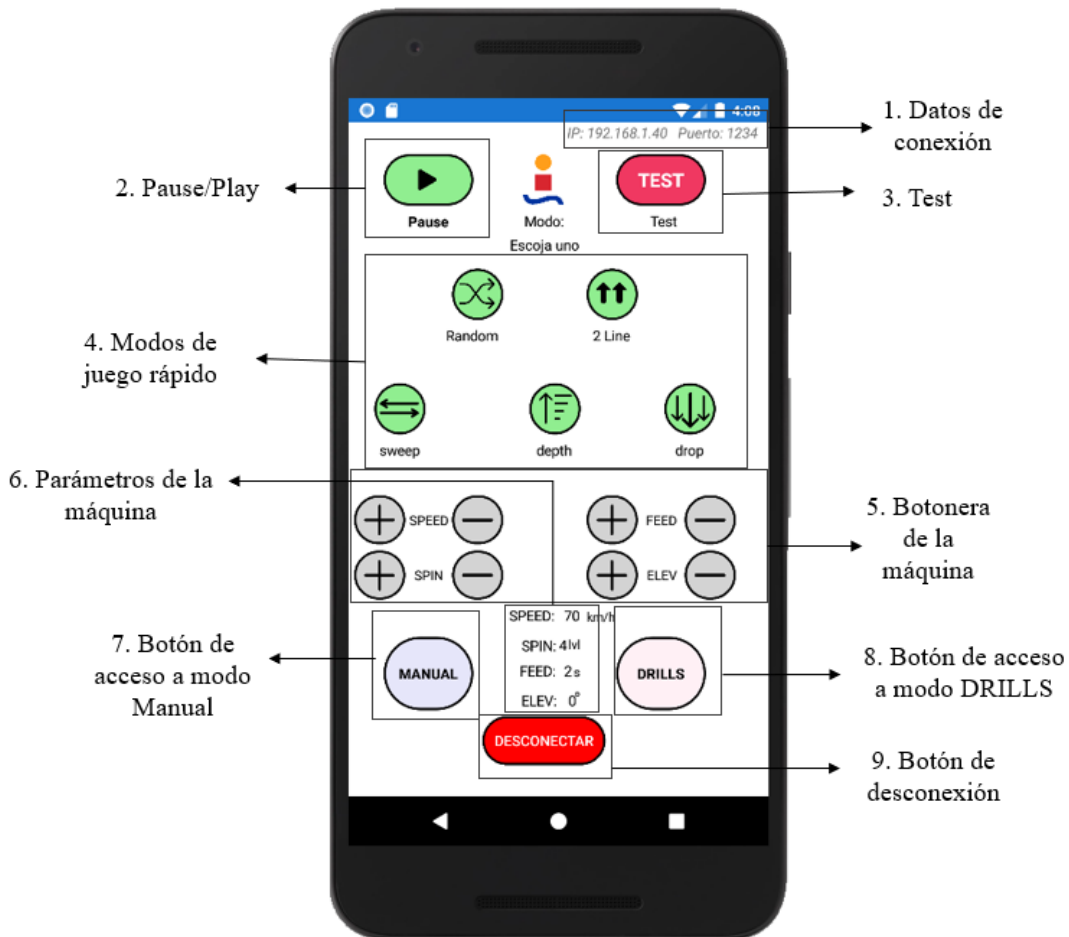 4:08
IP: 192.168.1.40 Puerto: 1234
1. Datos de
conexión
2. Pause/Play
Pause
Modo:
Escoja uno
TEST
Test
3. Test
4. Modos de
juego rápido
Random
2 Line
sweep
depth
drop
6. Parámetros de la
máquina
SPEED
FEED
SPIN
ELEV
5. Botonera
de la
máquina
SPEED: 70 km/h
SPIN: 4 lvl
FEED: 2 s
ELEV: 0°
7. Botón de
acceso a modo
Manual
MANUAL
DRILLS
8. Botón de acceso
a modo DRILLS
DESCONECTAR
9. Botón de
desconexión